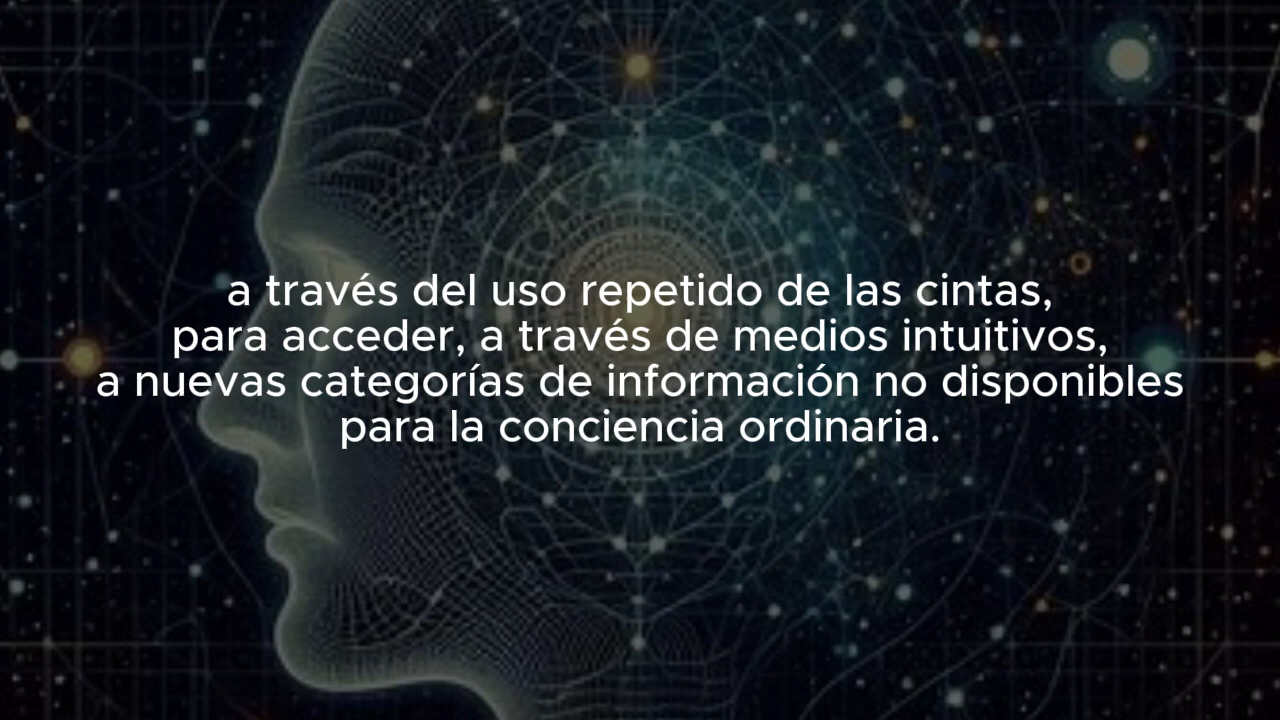 a través del uso repetido de las cintas,
para acceder, a través de medios intuitivos,
a nuevas categorías de información no disponibles
para la conciencia ordinaria.